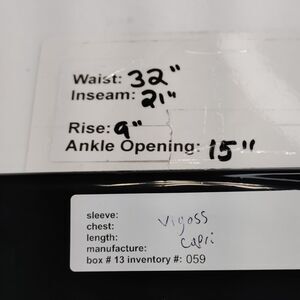 Waist: 32"
Inseam: 21"
Rise: 9"
Ankle Opening: 15"
sleeve:
chest: Vigoss
length: Capri
manufacture:
box # 13 inventory #: 059